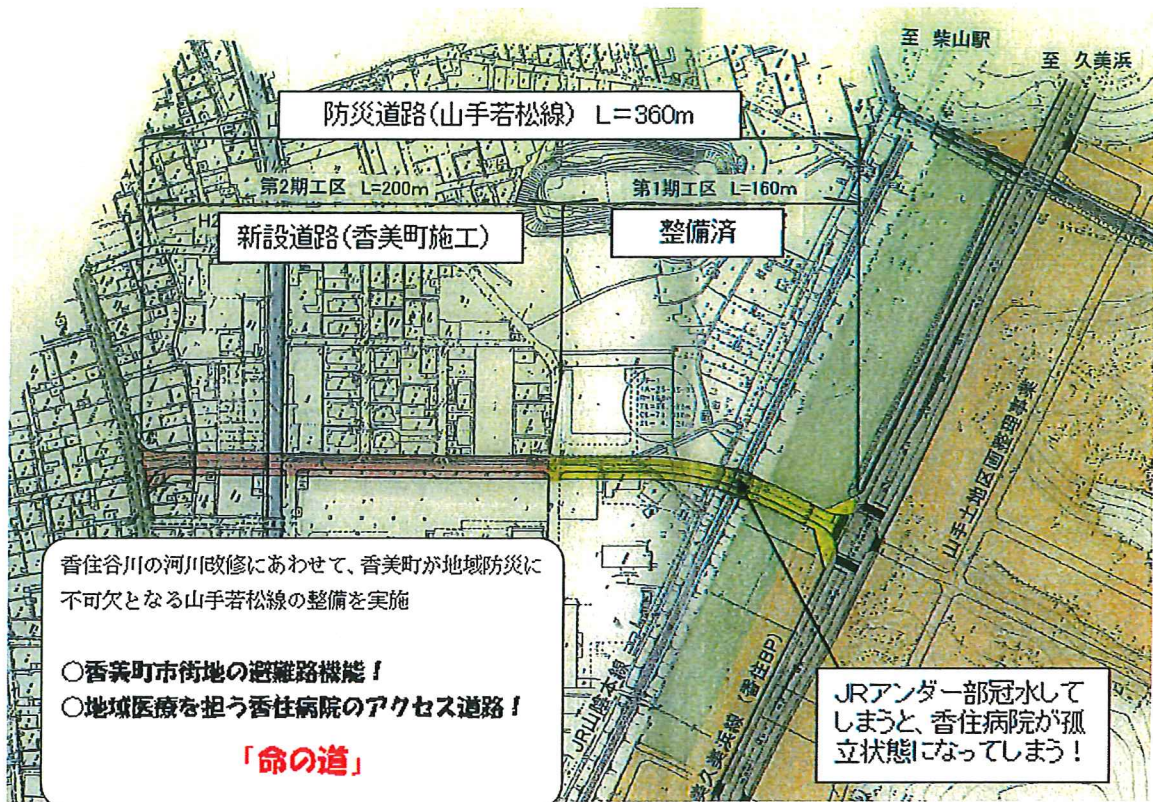 至 柴山駅
至 久美浜
防災道路(山手若松線) L=360m
第2期工区 L=200m
第1期工区 L=160m
新設道路(香美町施工)
整備済
山手土地区画整理事業
香住谷川の河川改修にあわせて、香美町が地域防災に
不可欠となる山手若松線の整備を実施
○香美町市街地の避難路機能!
○地域医療を担う香住病院のアクセス道路!
「命の道」
JR山陰本線
久美浜線(香住BP)
JRアンダー部冠水して
しまうと、香住病院が孤
立状態になってしまう!